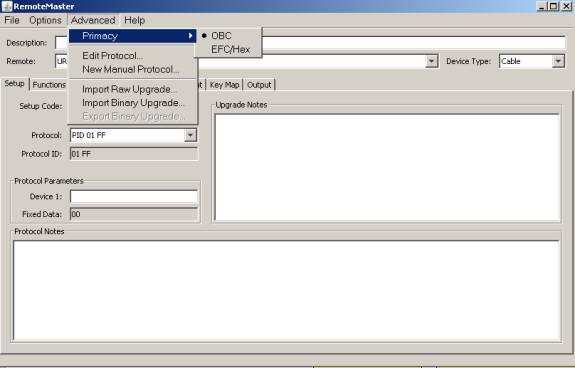 RemoteMaster
File Options Advanced Help
Primacy
OBC
EFC/Hex
Description:
Edit Protocol...
New Manual Protocol...
Remote: UR
Device Type: Cable
Import Raw Upgrade...
Import Binary Upgrade...
Export Binary Upgrade...
Setup Functions
Key Map Output
Setup Code:
Upgrade Notes
Protocol: PID 01 FF
Protocol ID: 01 FF
Protocol Parameters
Device 1:
Fixed Data: 00
Protocol Notes